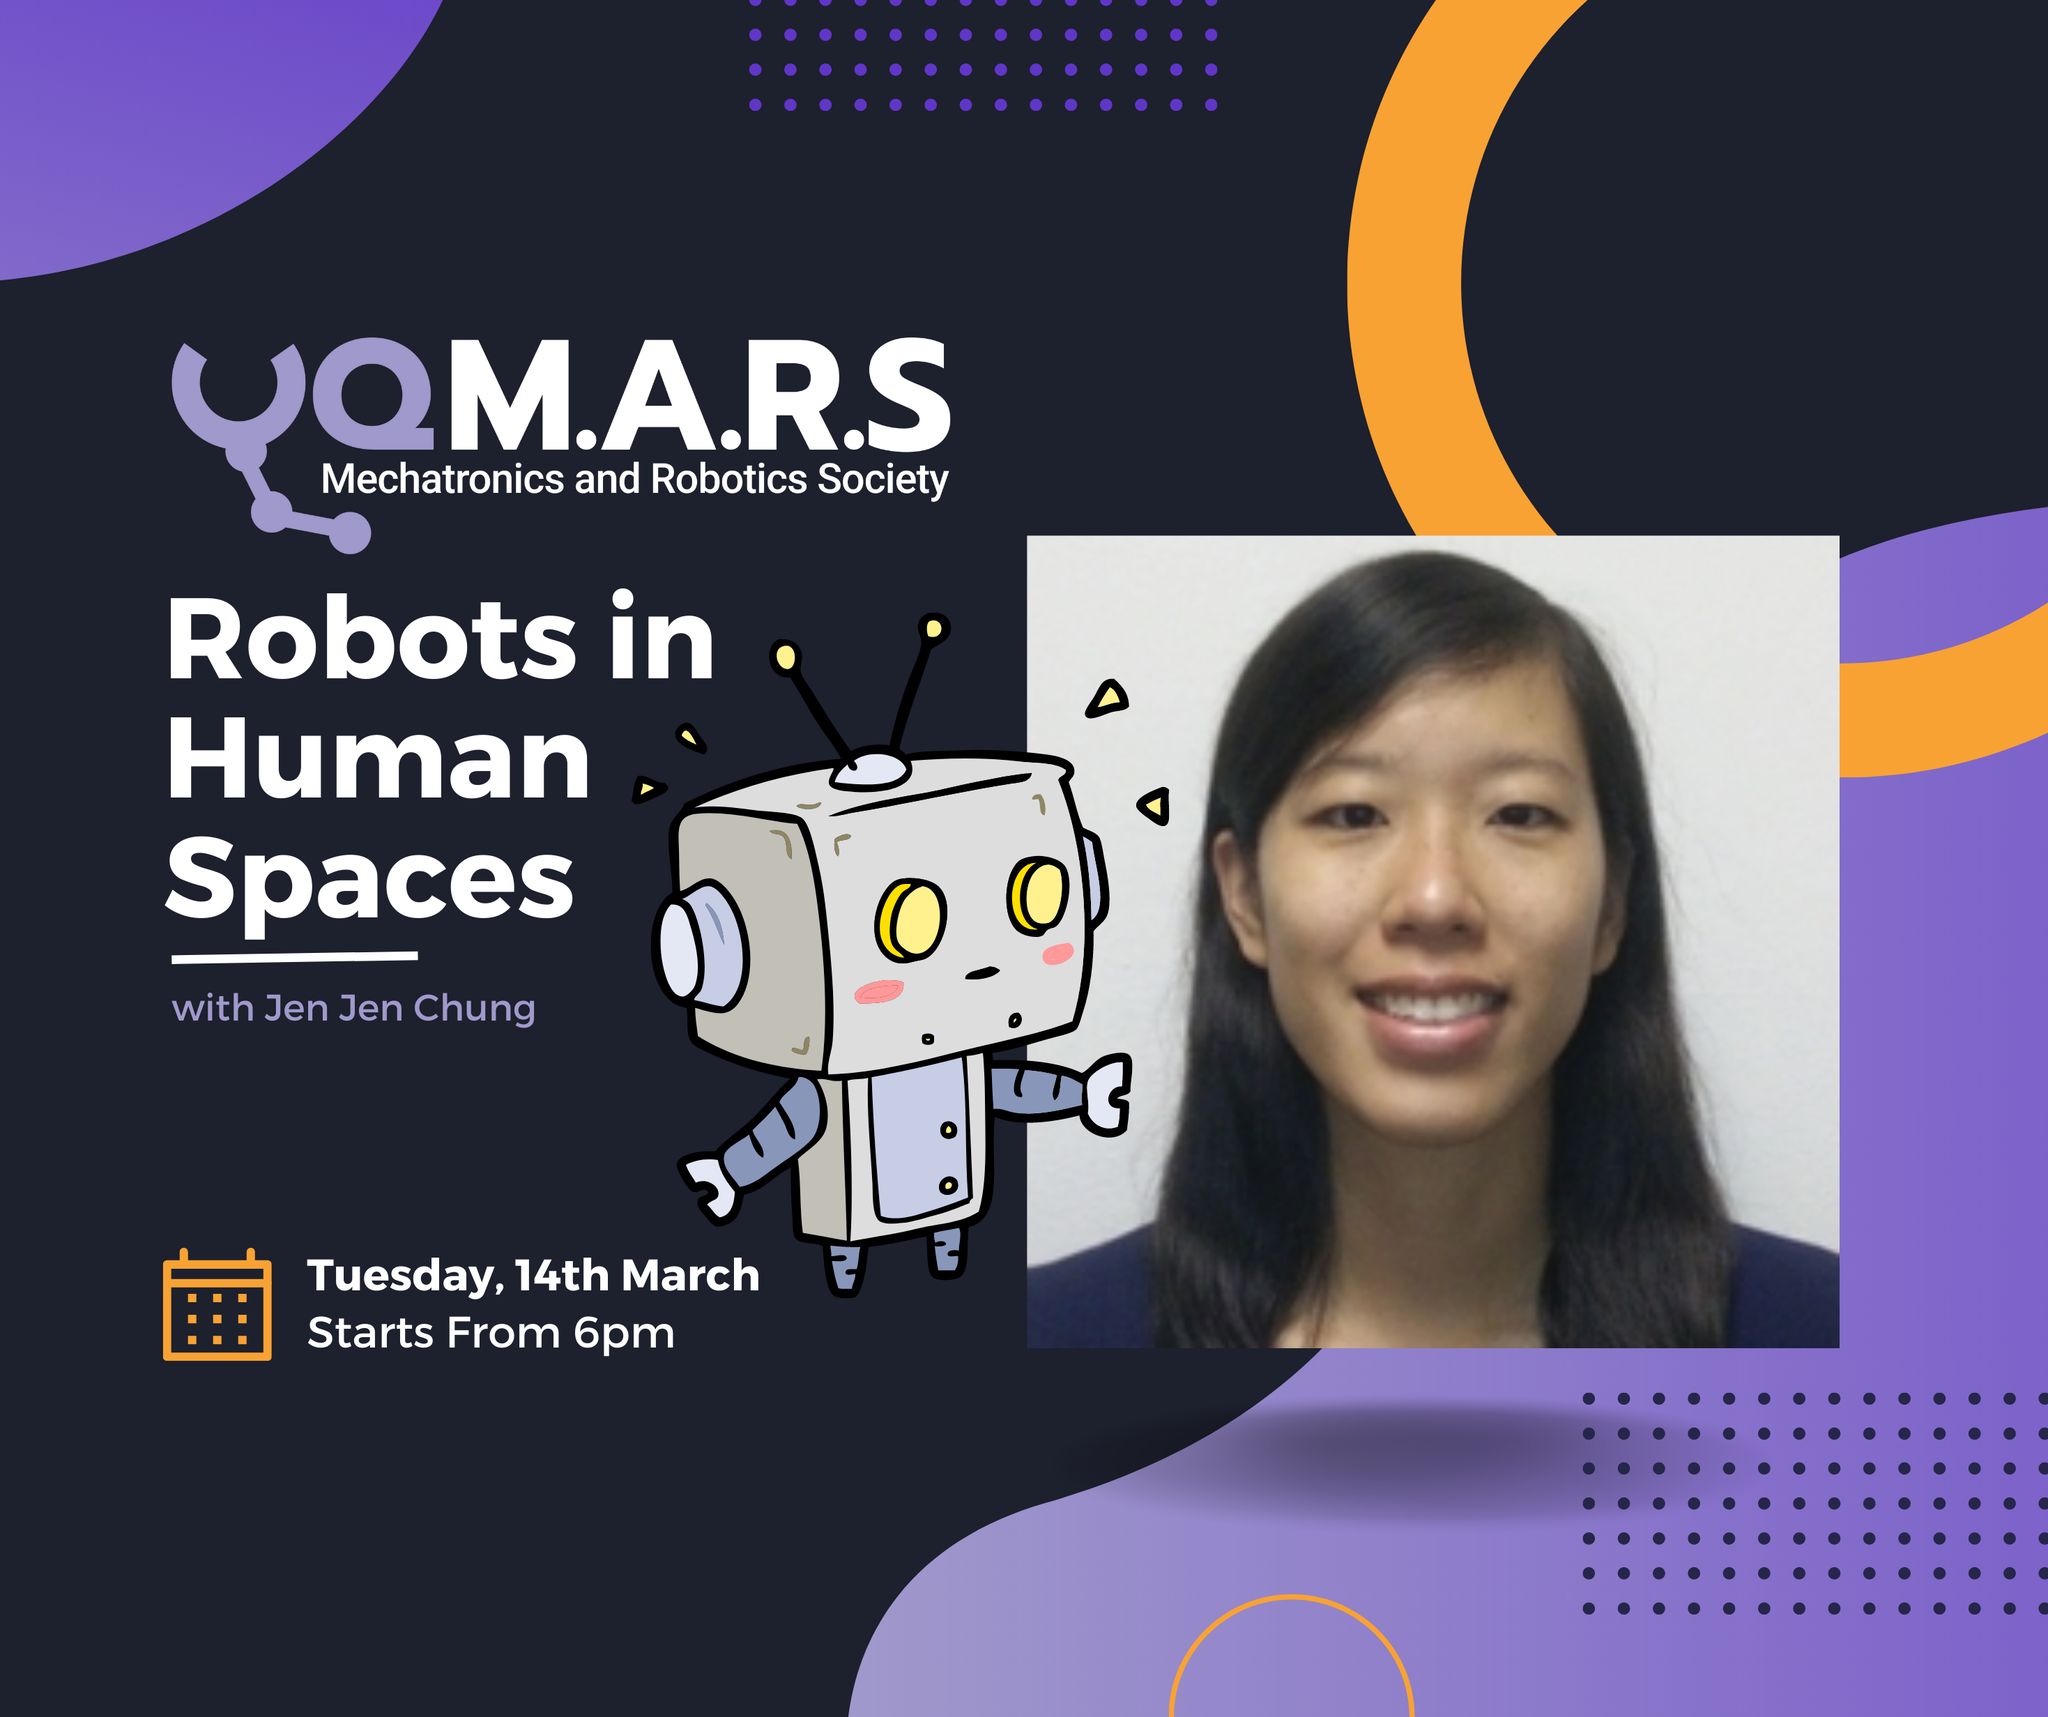 UQM.A.R.S
Mechatronics and Robotics Society
Robots in
Human
Spaces
with Jen Jen Chung
Tuesday, 14th March
Starts From 6pm